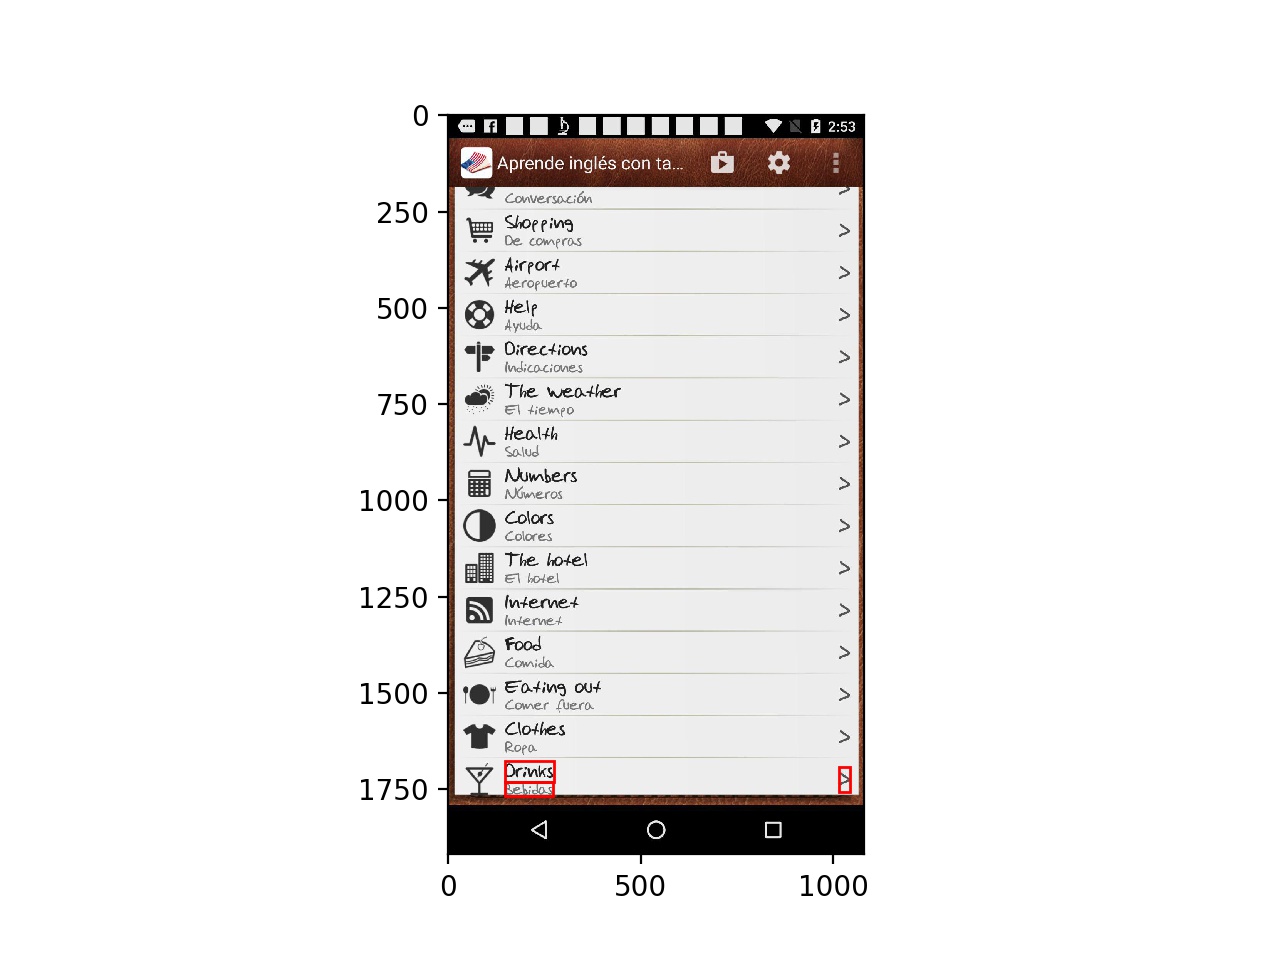 0
250
500
750
1000
1250
1500
1750
2:53
Aprende inglés con ta...
Conversación
>
Shopping
De compras
>
Airport
Aeropuerto
>
Help
Ayuda
>
Directions
Indicaciones
>
The weather
El tiempo
>
Health
Salud
>
Numbers
Números
>
Colors
Colores
>
The hotel
El hotel
>
Internet
Internet
>
Food
Comida
>
Eating out
Comer fuera
>
Clothes
Ropa
>
Drinks
Bebidas
>
0 500 1000